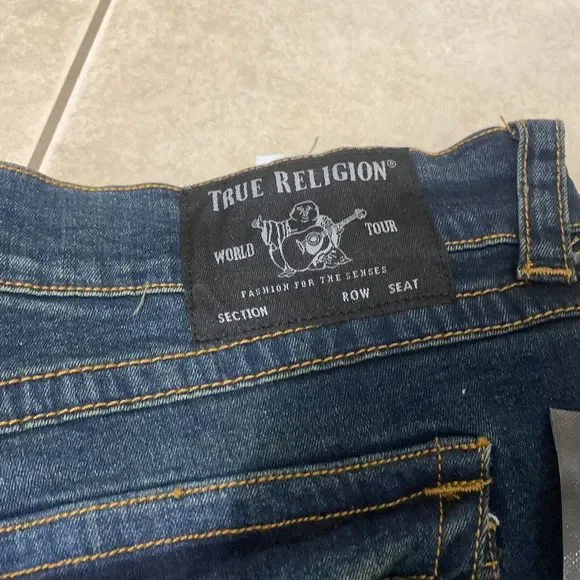 TRUE RELIGION®
WORLD TOUR
FASHION FOR THE SENSES
SECTION ROW SEAT